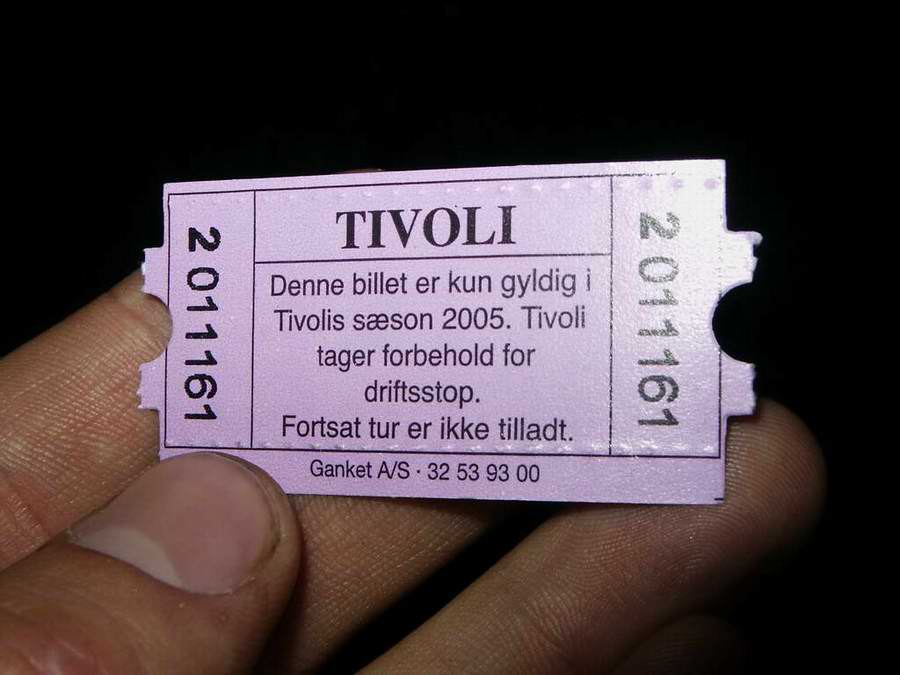 2011161
TIVOLI
Denne billet er kun gyldig i
Tivolis sæson 2005. Tivoli
tager forbehold for
driftsstop.
Fortsat tur er ikke tilladt.
2011161
Ganket A/S · 32 53 93 00